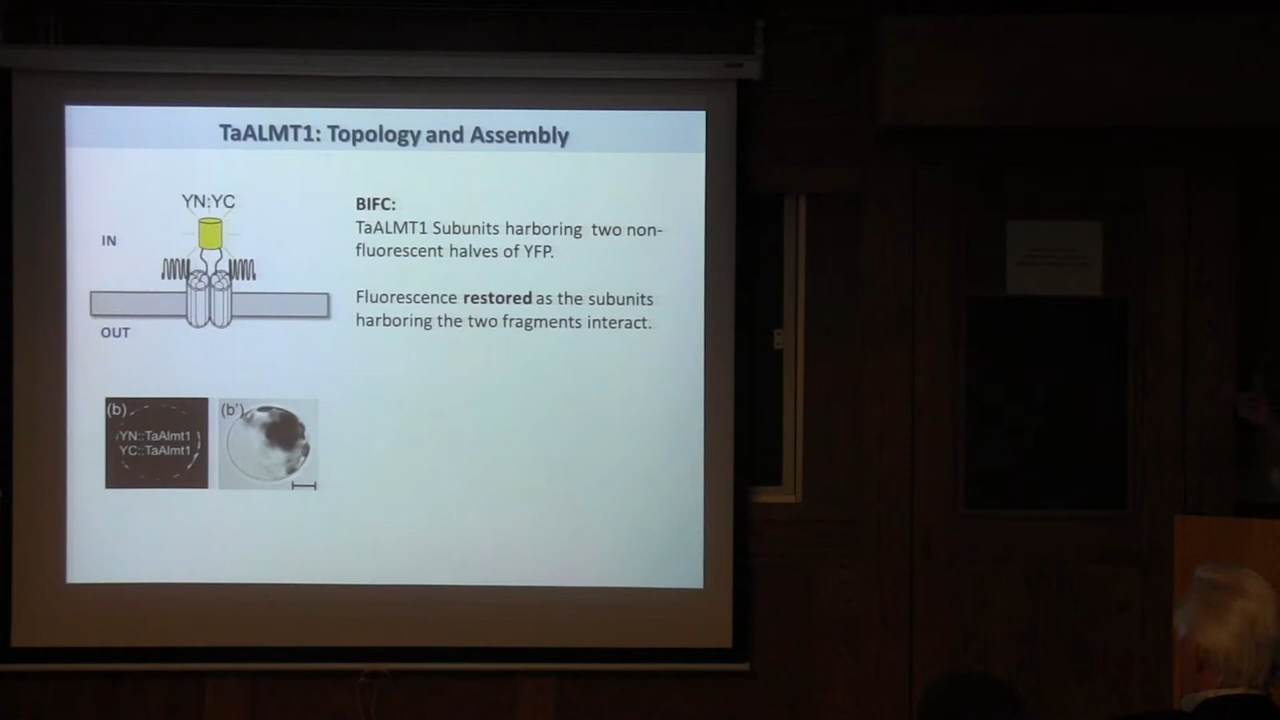 TaALMT1: Topology and Assembly
YN:YC
IN
OUT
BIFC:
TaALMT1 Subunits harboring two non-
fluorescent halves of YFP.
Fluorescence restored as the subunits
harboring the two fragments interact.
(b)
YN::TaAlmt1
YC::TaAlmt1
(b')